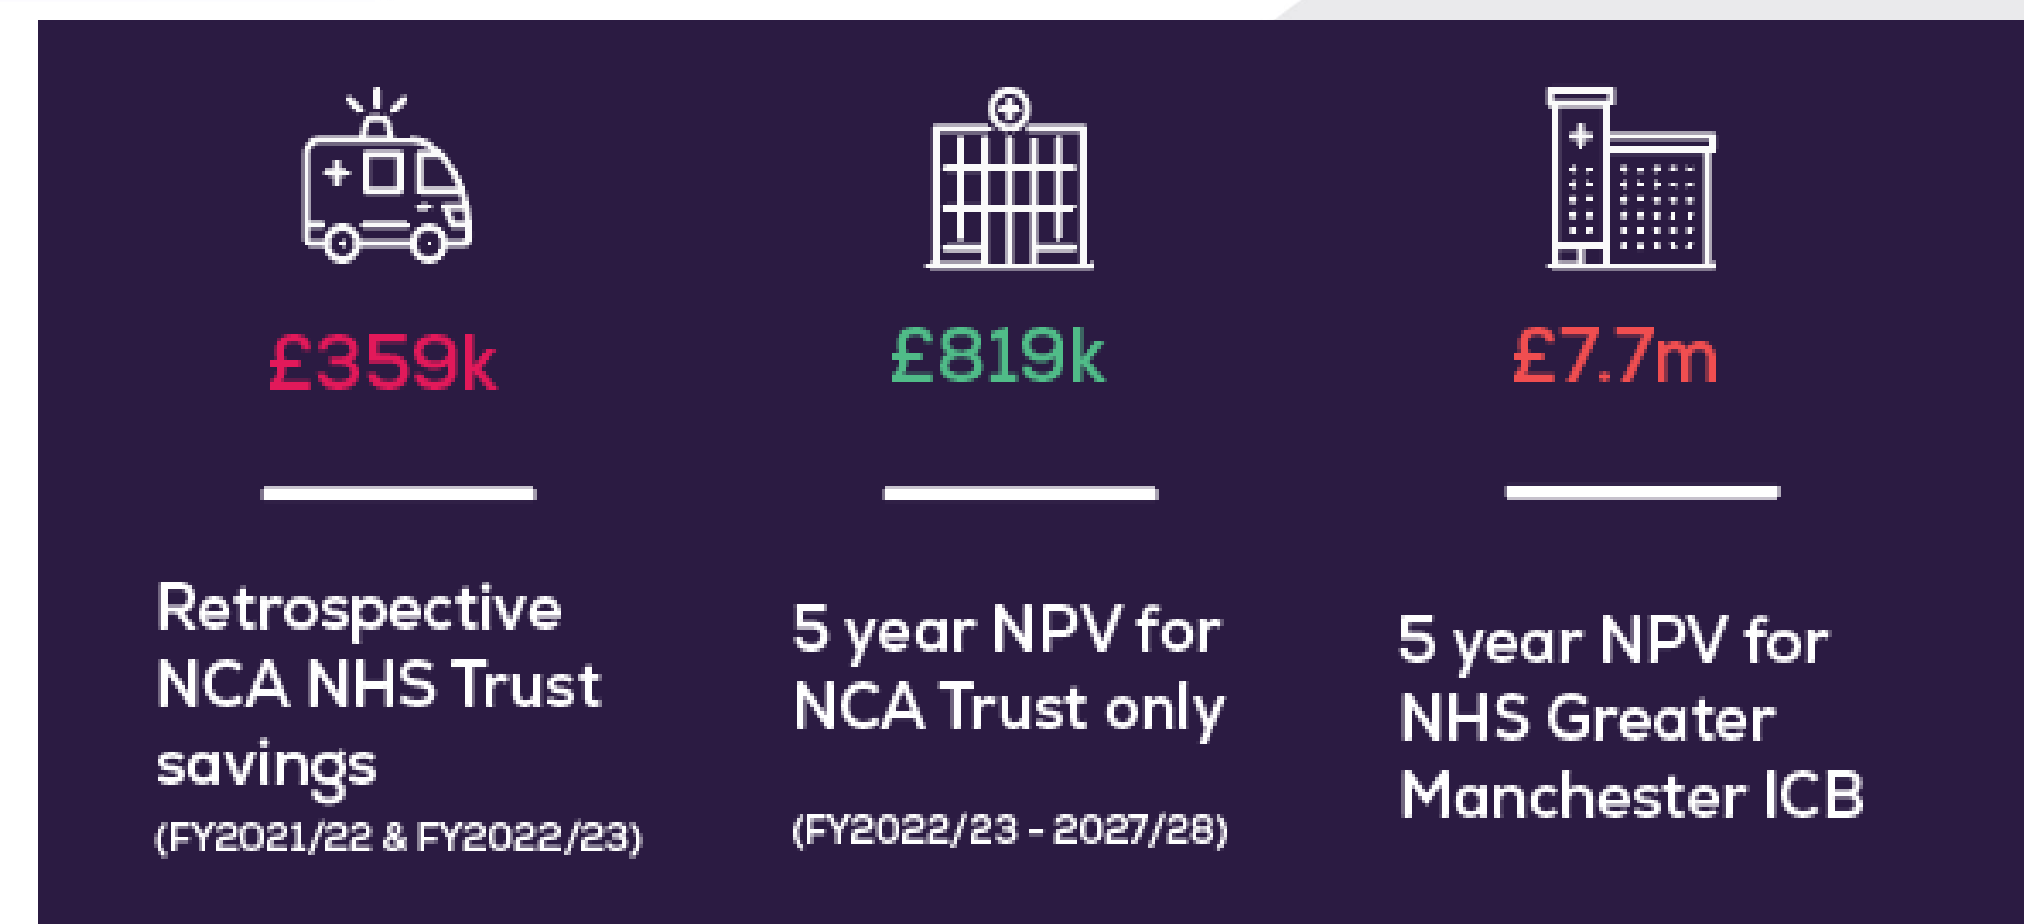 £359k
Retrospective
NCA NHS Trust
savings
(FY2021/22 & FY2022/23)
£819k
5 year NPV for
NCA Trust only
(FY2022/23 - 2027/28)
£7.7m
5 year NPV for
NHS Greater
Manchester ICB